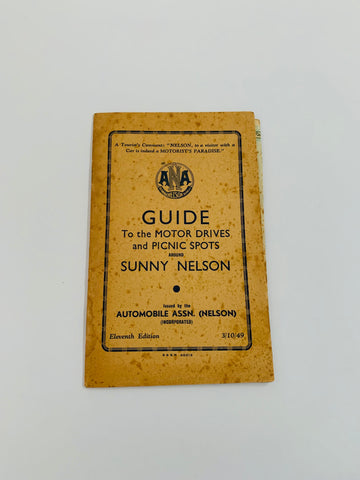 A Tourist's Comment: "NELSON, to a visitor with a
Car is indeed a MOTORIST'S PARADISE."
ANA
GUIDE
To the MOTOR DRIVES
and PICNIC SPOTS
AROUND
SUNNY NELSON
Issued by the
AUTOMOBILE ASSN. (NELSON)
(INCORPORATED)
Eleventh Edition 3/10/49